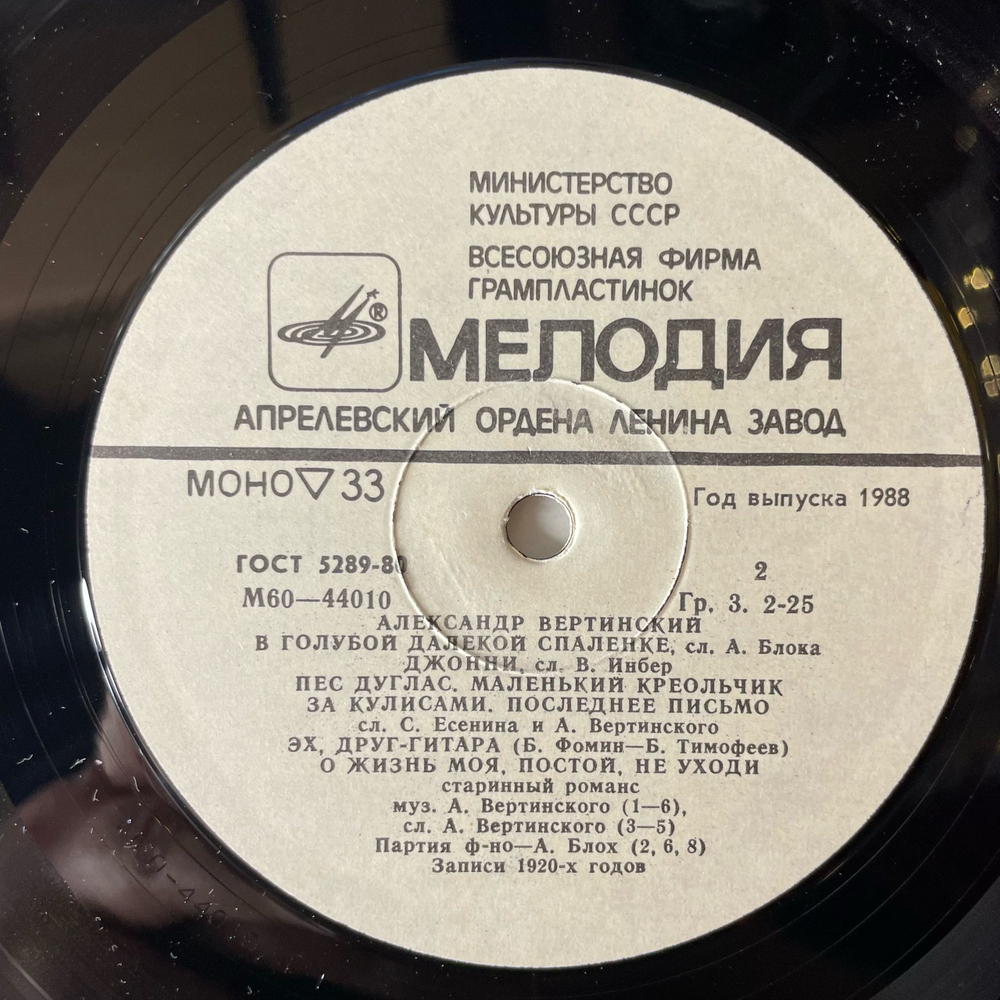 МИНИСТЕРСТВО
КУЛЬТУРЫ СССР
ВСЕСОЮЗНАЯ ФИРМА
ГРАМПЛАСТИНОК
®
МЕЛОДИЯ
АПРЕЛЕВСКИЙ ОРДЕНА ЛЕНИНА ЗАВОД
МОНО▽33
Год выпуска 1988
ГОСТ 5289-80
2
М60—44010
Гр. 3. 2-25
АЛЕКСАНДР ВЕРТИНСКИЙ
В ГОЛУБОЙ ДАЛЕКОЙ СПАЛЕНКЕ, сл. А. Блока
ДЖОННИ, сл. В. Инбер
ПЕС ДУГЛАС. МАЛЕНЬКИЙ КРЕОЛЬЧИК
ЗА КУЛИСАМИ. ПОСЛЕДНЕЕ ПИСЬМО
сл. С. Есенина и А. Вертинского
ЭХ, ДРУГ-ГИТАРА (Б. Фомин—Б. Тимофеев)
О ЖИЗНЬ МОЯ, ПОСТОЙ, НЕ УХОДИ
старинный романс
муз. А. Вертинского (1—6),
сл. А. Вертинского (3—5)
Партия ф-но—А. Блох (2, 6, 8)
Записи 1920-х годов